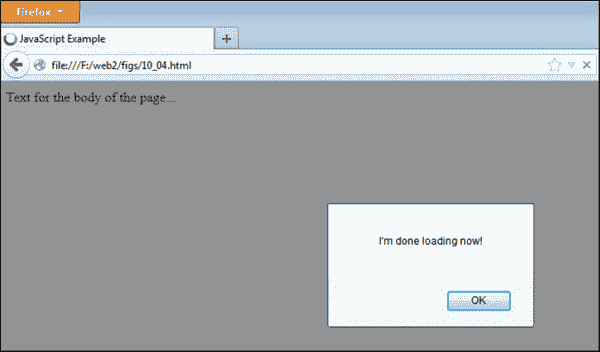 Firefox
JavaScript Example
file:///F:/web2/figs/10_04.html
Text for the body of the page...
I'm done loading now!
OK